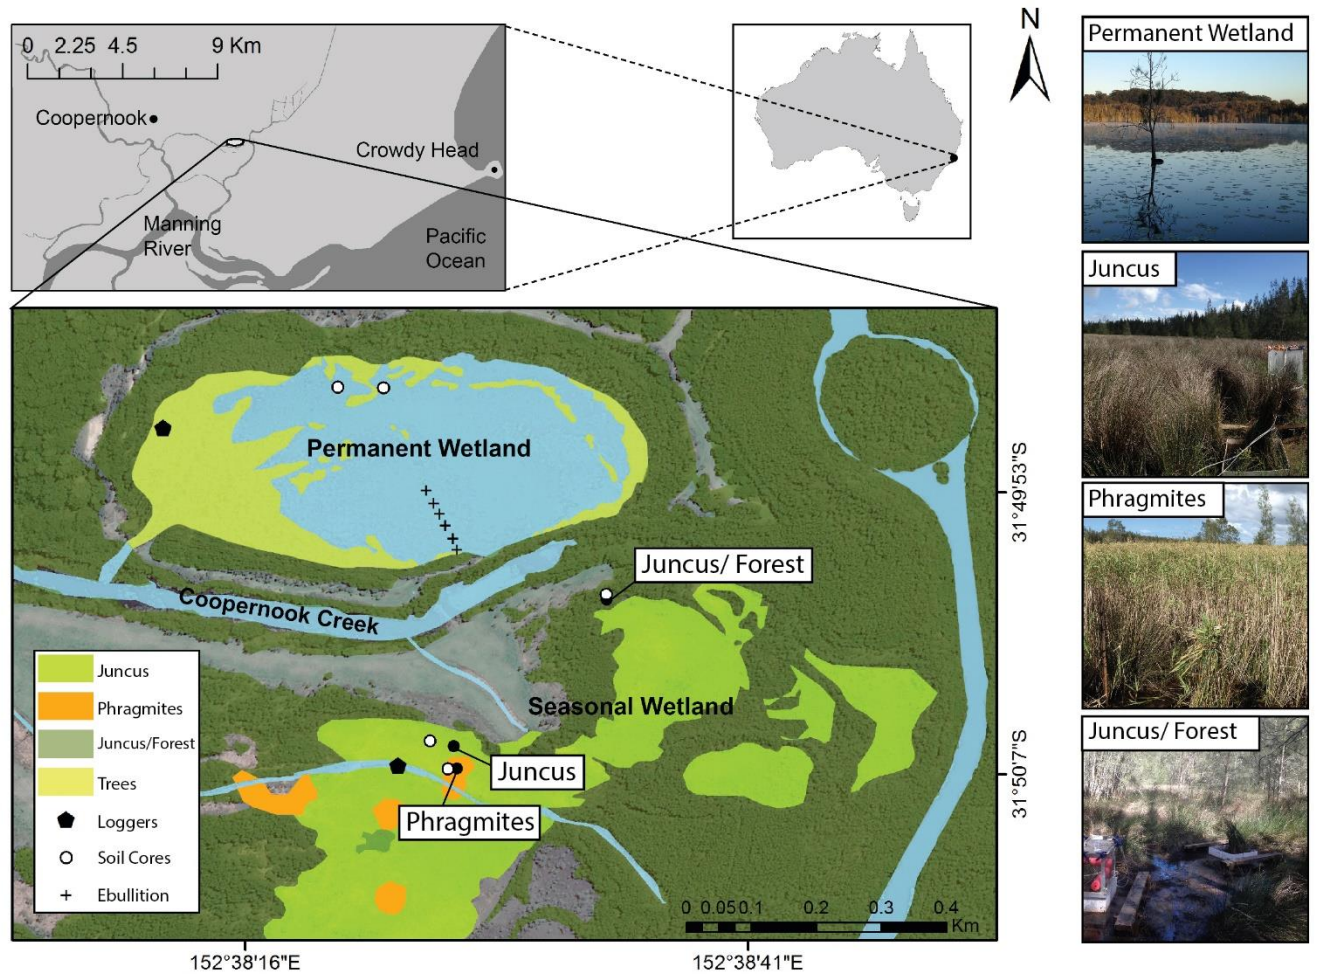 0 2.25 4.5 9 Km
Coopernook
Crowdy Head
Manning
River
Pacific
Ocean
N
Permanent Wetland
Juncus
Phragmites
Juncus/ Forest
Permanent Wetland
Coopernook Creek
Juncus/ Forest
Seasonal Wetland
Juncus
Phragmites
Juncus
Phragmites
Juncus/Forest
Trees
Loggers
Soil Cores
Ebullition
0 0.05 0.1 0.2 0.3 0.4
Km
31°49'53"S
31°50'7"S
152°38'16"E
152°38'41"E